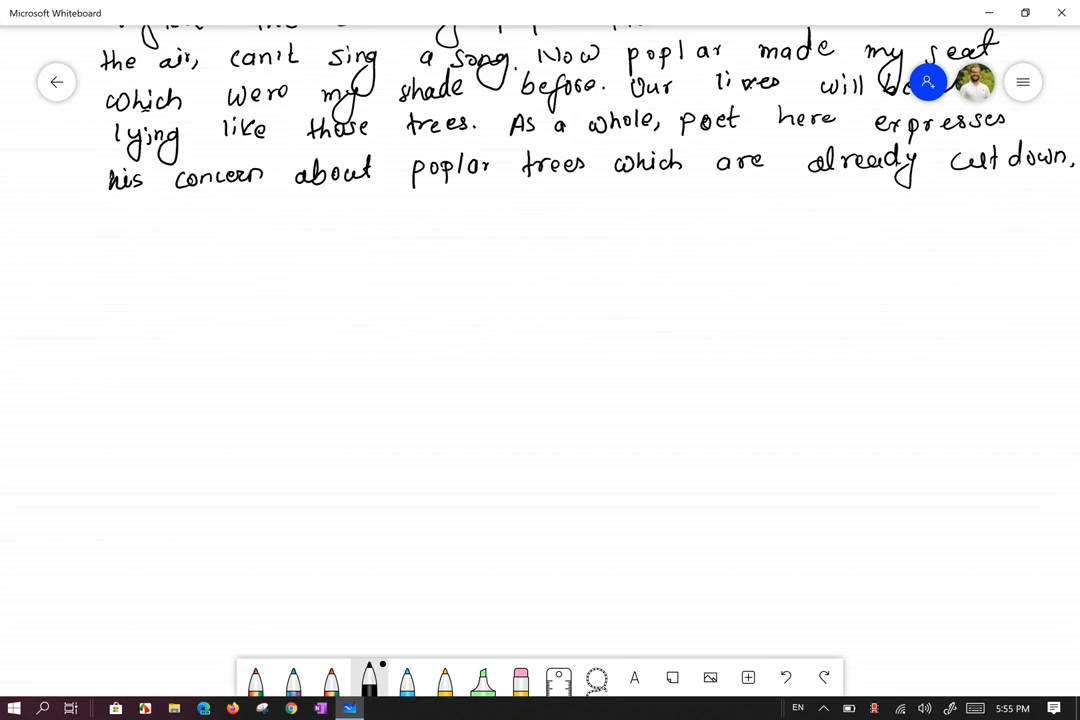 Microsoft Whiteboard
the air, can't sing a song. Now poplar made my seat
which were my shade before. Our lives will be
lying like those trees. As a whole, poet here expresses
his concern about poplar trees which are already cut down.
A
EN
5:55 PM